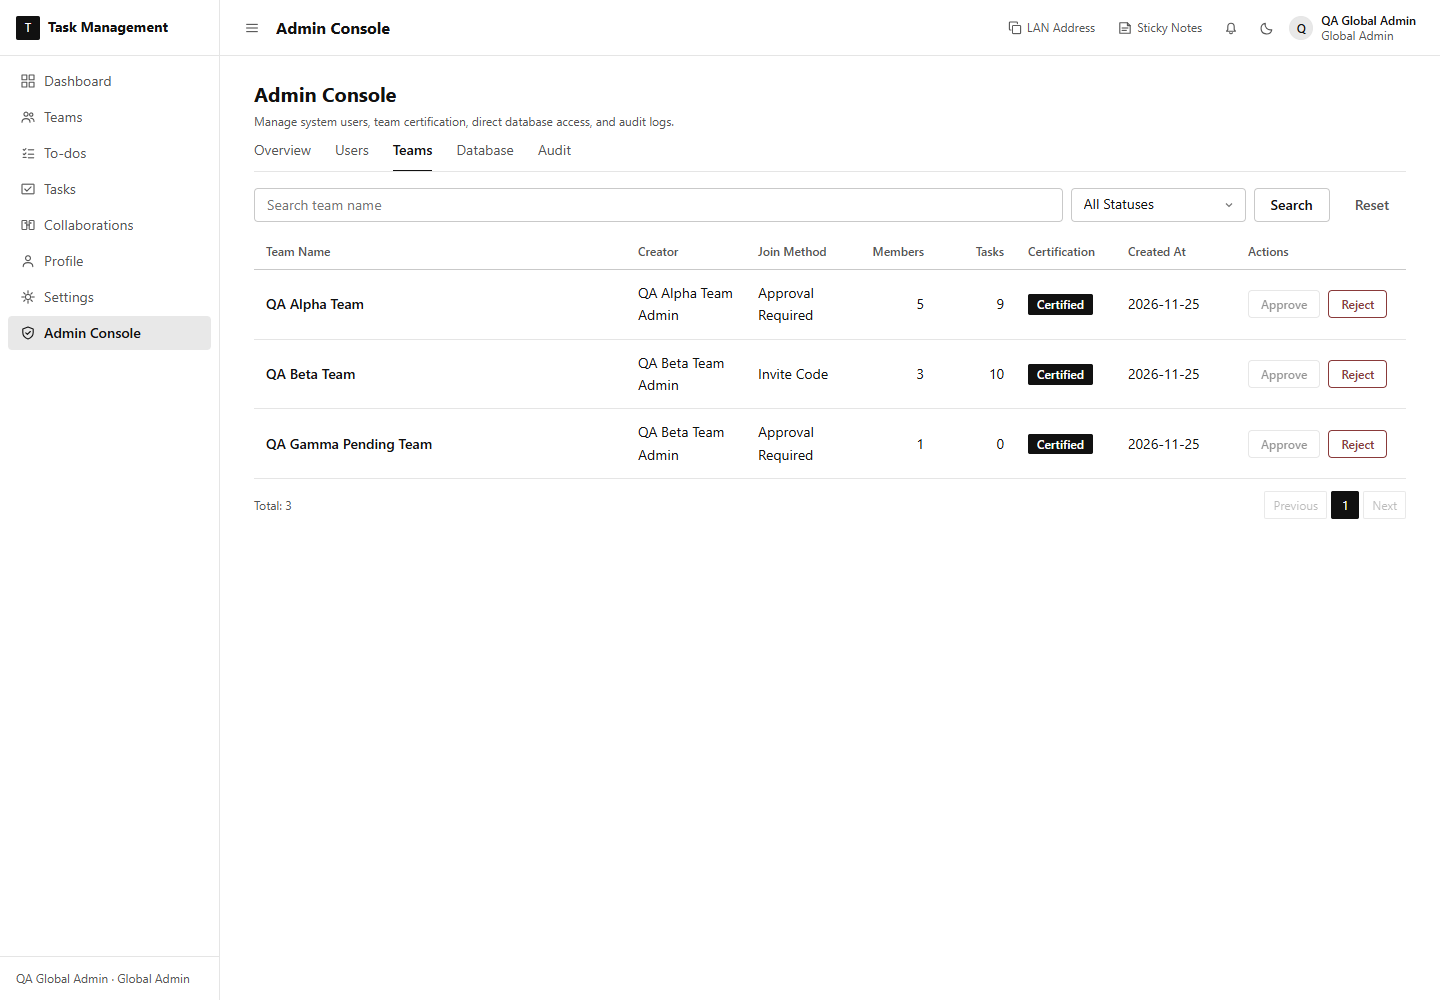 T Task Management
Admin Console
LAN Address
Sticky Notes
Q
QA Global Admin
Global Admin
Dashboard
Teams
To-dos
Tasks
Collaborations
Profile
Settings
Admin Console
Admin Console
Manage system users, team certification, direct database access, and audit logs.
Overview Users Teams Database Audit
Search team name
All Statuses
Search
Reset
Team Name Creator Join Method Members Tasks Certification Created At Actions
QA Alpha Team
QA Alpha Team
Admin
Approval
Required
5 9 Certified 2026-11-25 Approve Reject
QA Beta Team
QA Beta Team
Admin
Invite Code
3 10 Certified 2026-11-25 Approve Reject
QA Gamma Pending Team
QA Beta Team
Admin
Approval
Required
1 0 Certified 2026-11-25 Approve Reject
Total: 3
Previous 1 Next
QA Global Admin · Global Admin